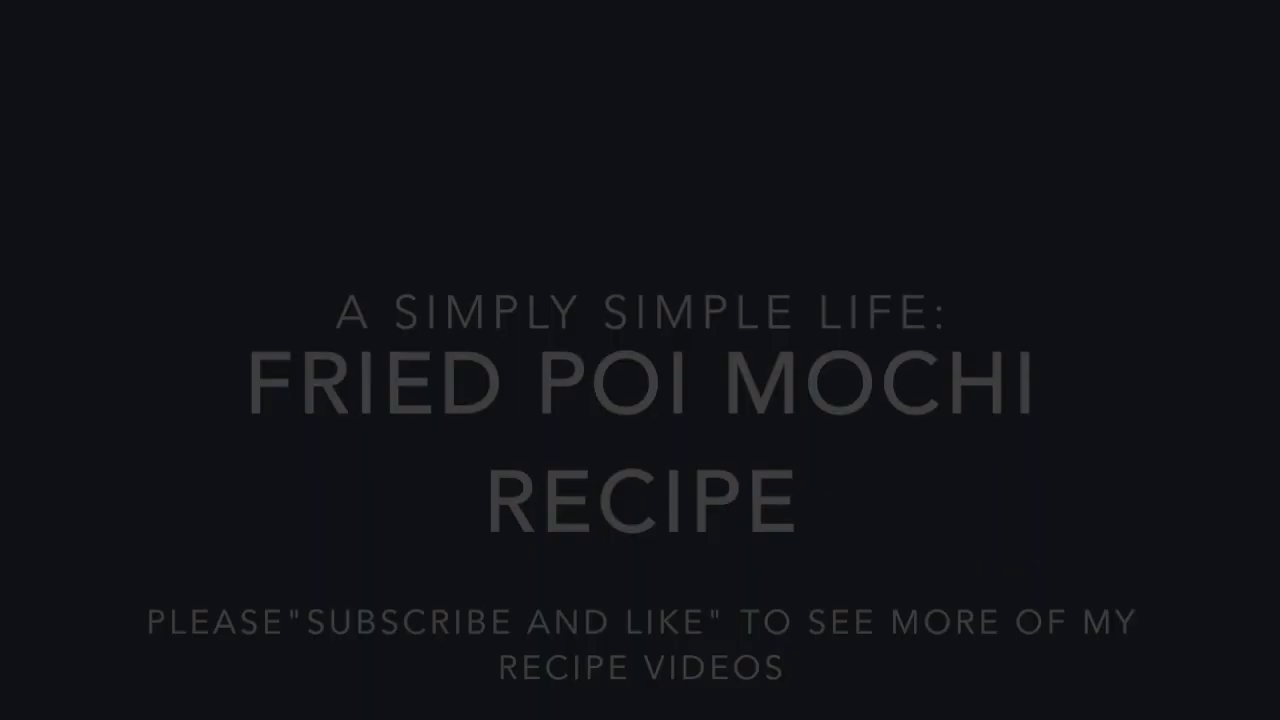 A SIMPLY SIMPLE LIFE:
FRIED POI MOCHI
RECIPE
PLEASE"SUBSCRIBE AND LIKE" TO SEE MORE OF MY
RECIPE VIDEOS